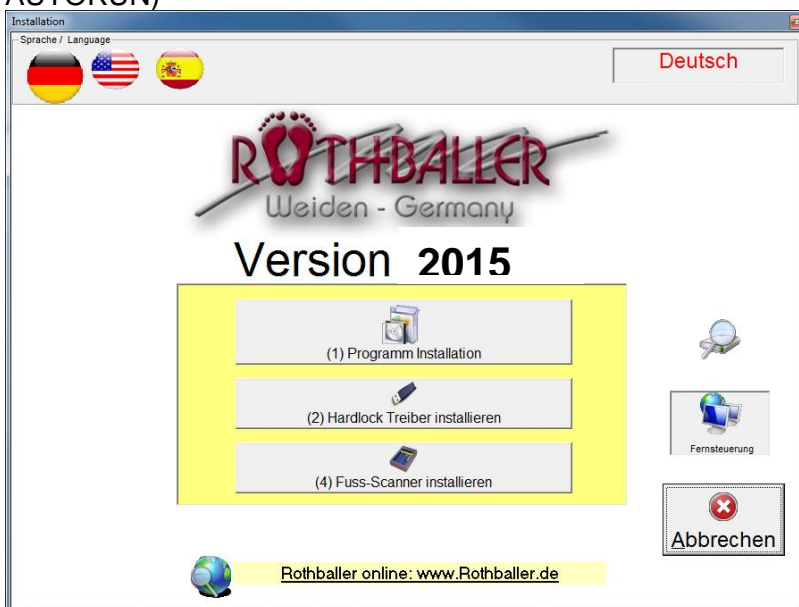 AUTORUN)
Installation
Sprache / Language
Deutsch
ROTHBALLER
Weiden - Germany
Version 2015
(1) Programm Installation
(2) Hardlock Treiber installieren
(4) Fuss-Scanner installieren
Fernsteuerung
Abbrechen
Rothballer online: www.Rothballer.de